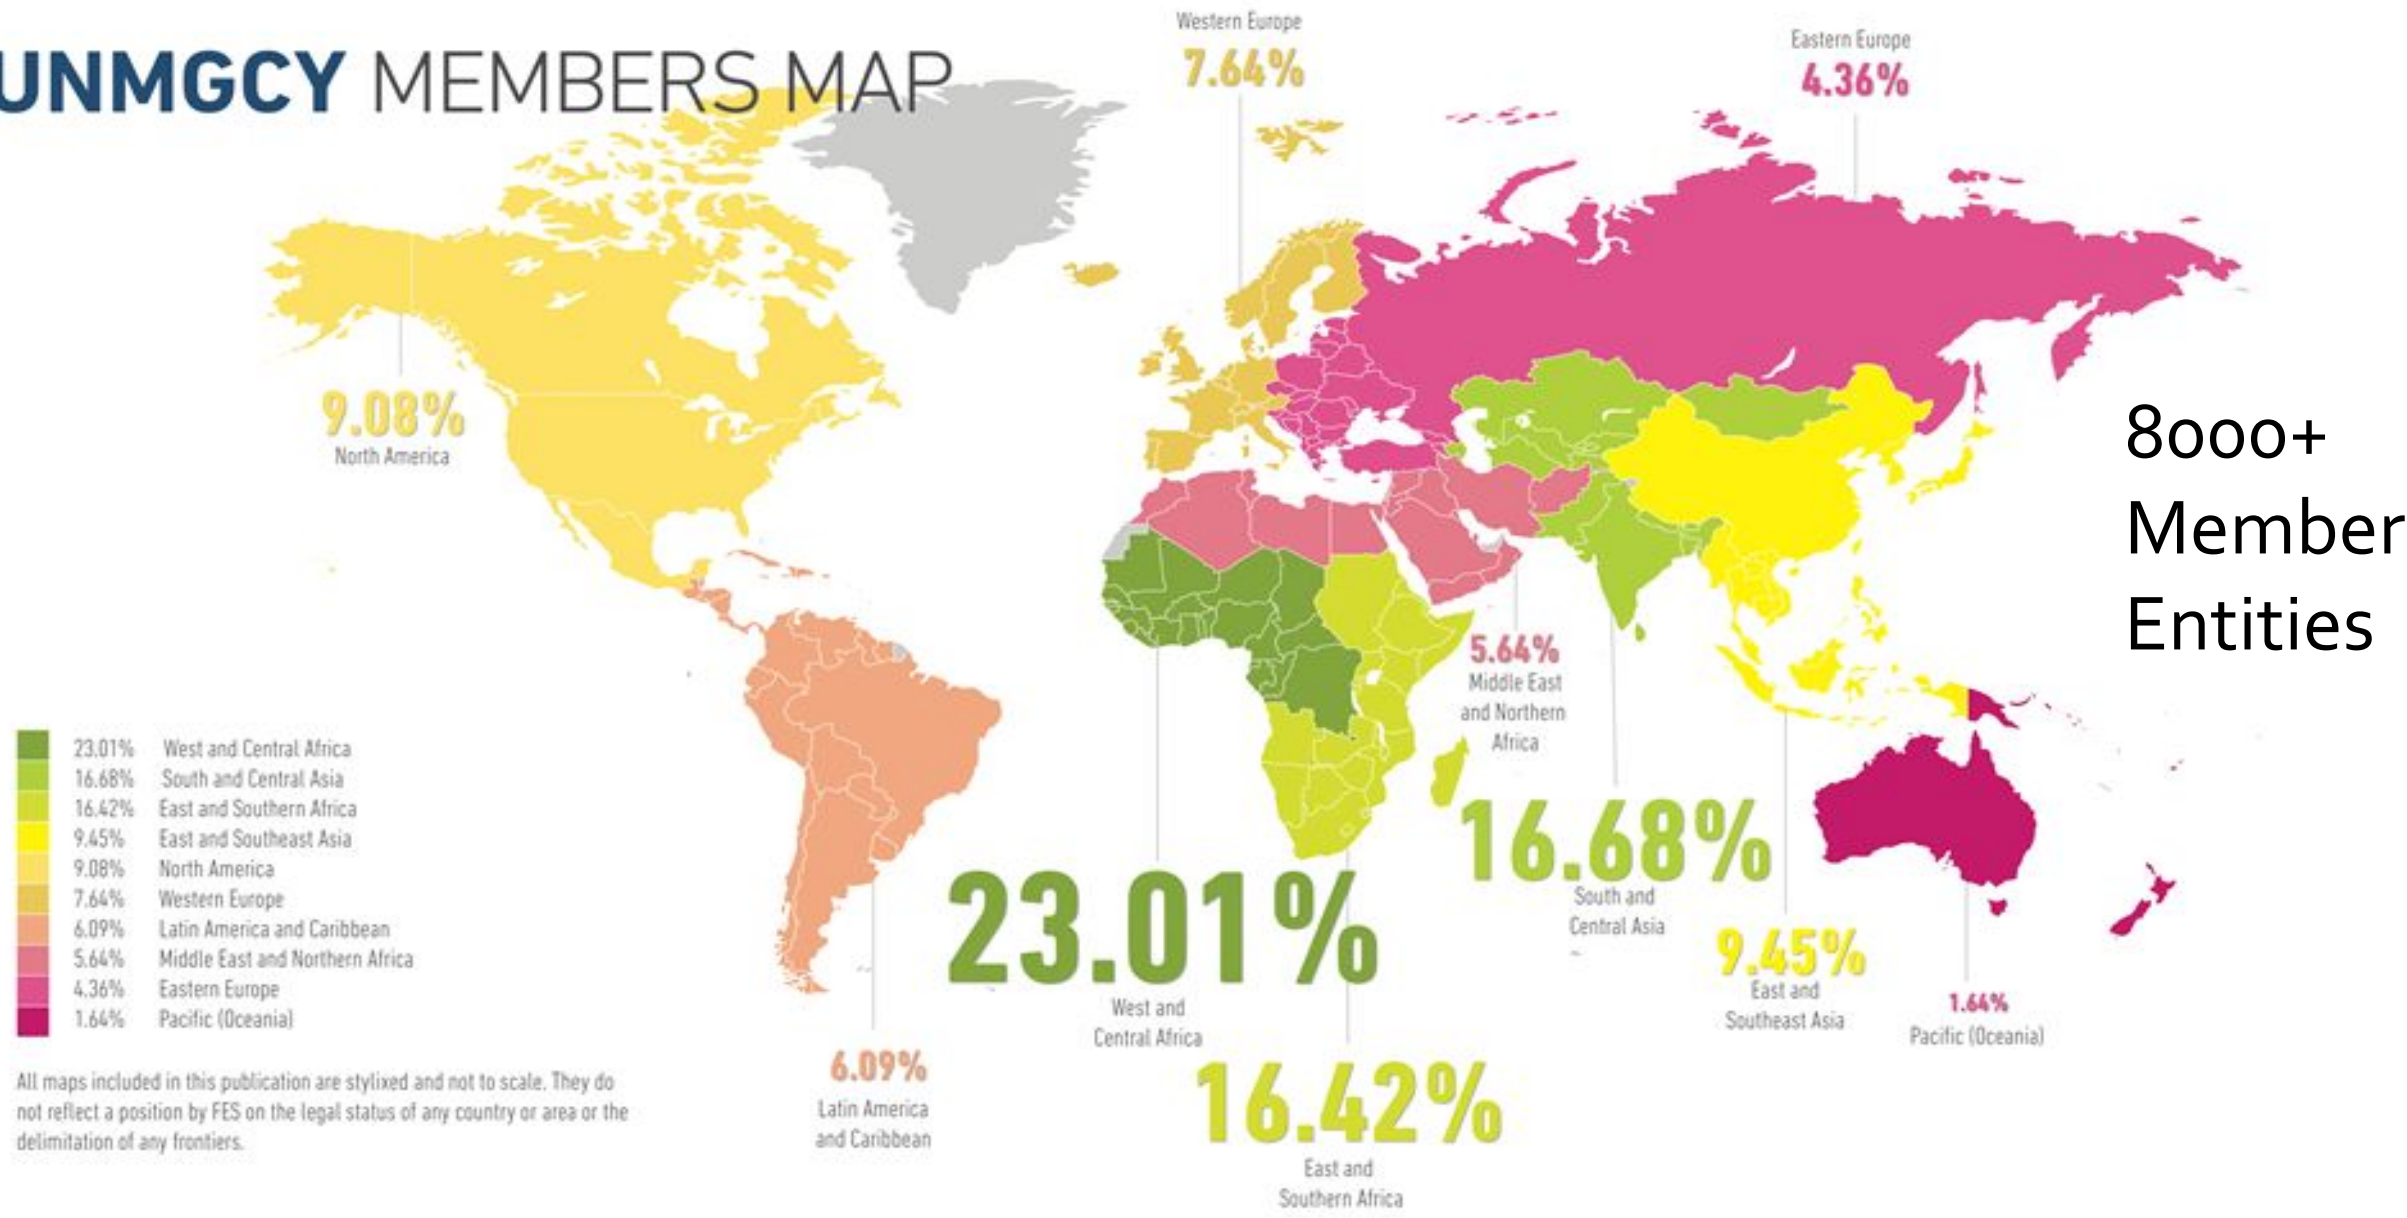 UNMGCY MEMBERS MAP
Western Europe
7.64%
Eastern Europe
4.36%
9.08%
North America
8000+
Member
Entities
5.64%
Middle East
and Northern
Africa
23.01% West and Central Africa
16.68% South and Central Asia
16.42% East and Southern Africa
9.45% East and Southeast Asia
9.08% North America
7.64% Western Europe
6.09% Latin America and Caribbean
5.64% Middle East and Northern Africa
4.36% Eastern Europe
1.64% Pacific (Oceania)
16.68%
South and
Central Asia
23.01%
West and
Central Africa
9.45%
East and
Southeast Asia
1.64%
Pacific (Oceania)
6.09%
Latin America
and Caribbean
16.42%
East and
Southern Africa
All maps included in this publication are stylixed and not to scale. They do
not reflect a position by FES on the legal status of any country or area or the
delimitation of any frontiers.